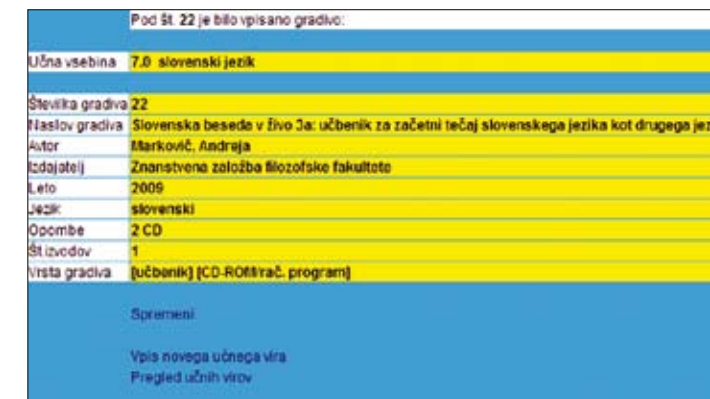 Pod št. 22 je bilo vpisano gradivo:
Učna vsebina 7.0 slovenski jezik
Številka gradiva 22
Naslov gradiva Slovenska beseda v živo 3a: učbenik za začetni tečaj slovenskega jezika kot drugega jez
Avtor Markovič, Andreja
Izdajatelj Znanstvena založba filozofske fakultete
Leto 2009
Jezik slovenski
Opombe 2 CD
Št.izvodov 1
Vrsta gradiva [učbenik] [CD-ROM/rač. program]
Spremeni
Vpis novega učnega vira
Pregled učnih virov